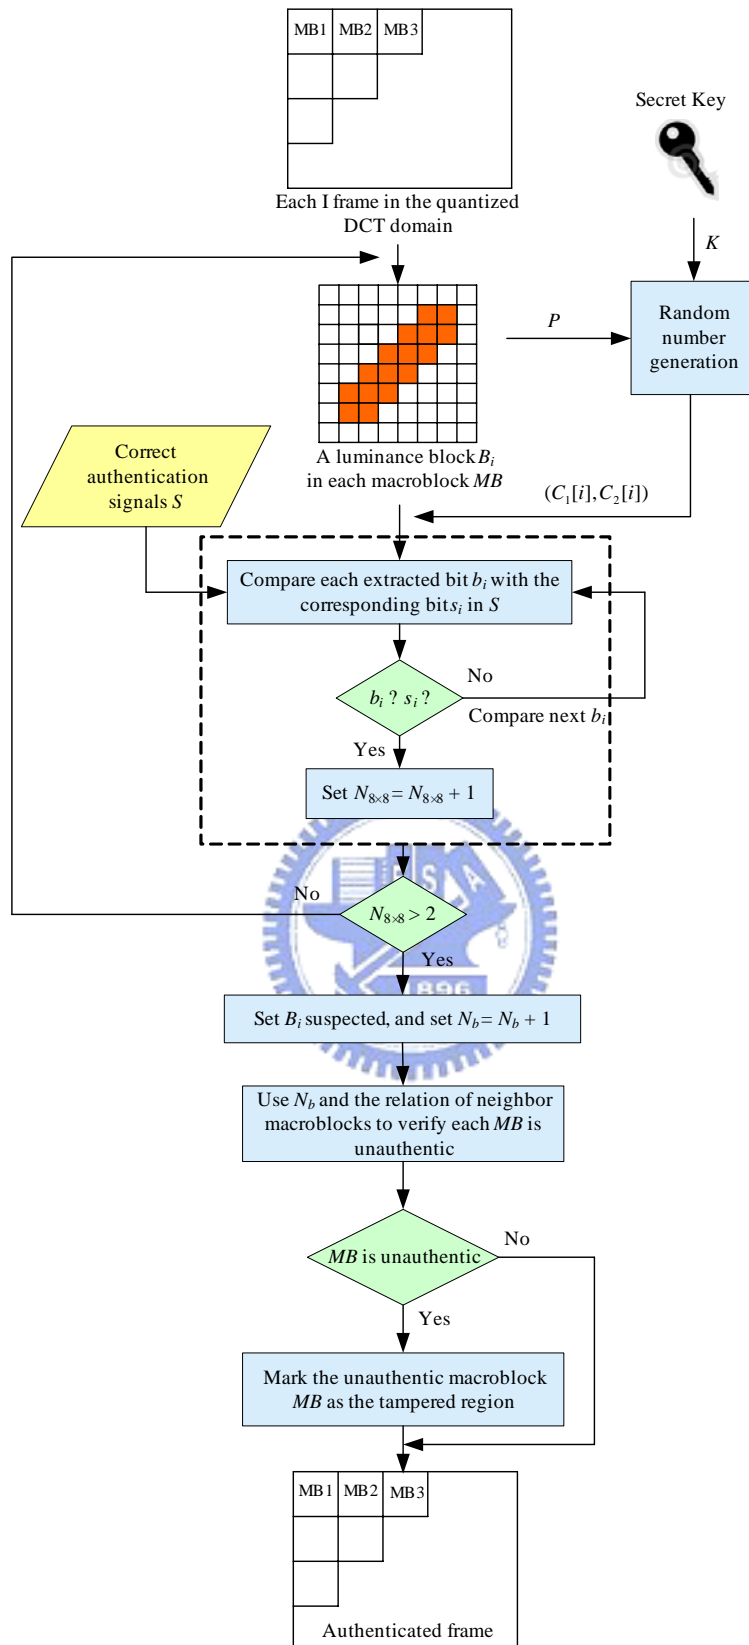 MB1 MB2 MB3
Secret Key
Each I frame in the quantized
DCT domain
K
P
Random
number
generation
Correct
authentication
signals S
A luminance block B_i
in each macroblock MB
(C_1[i], C_2[i])
Compare each extracted bit b_i with the
corresponding bit s_i in S
No
b_i ? s_i ?
Compare next b_i
Yes
Set N_8×8 = N_8×8 + 1
No
N_8×8 > 2
Yes
E S A
1896
Set B_i suspected, and set N_b = N_b + 1
Use N_b and the relation of neighbor
macroblocks to verify each MB is
unauthentic
No
MB is unauthentic
Yes
Mark the unauthentic macroblock
MB as the tampered region
MB1 MB2 MB3
Authenticated frame